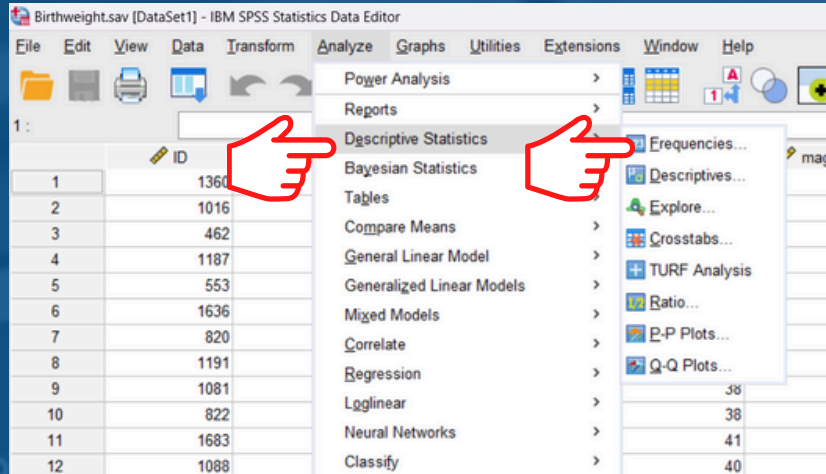 Birthweight.sav [DataSet1] - IBM SPSS Statistics Data Editor
File Edit View Data Transform Analyze Graphs Utilities Extensions Window Help
1 :
ID
1 1360
2 1016
3 462
4 1187
5 553
6 1636
7 820
8 1191
9 1081 38
10 822 38
11 1683 41
12 1088 40
Power Analysis
Reports
Descriptive Statistics
Bayesian Statistics
Tables
Compare Means
General Linear Model
Generalized Linear Models
Mixed Models
Correlate
Regression
Loglinear
Neural Networks
Classify
Frequencies...
Descriptives...
Explore...
Crosstabs...
TURF Analysis
Ratio...
P-P Plots...
Q-Q Plots...